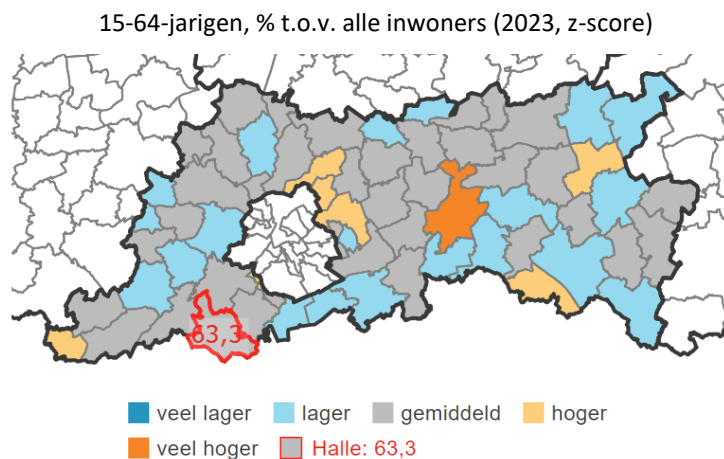 15-64-jarigen, % t.o.v. alle inwoners (2023, z-score)
63,3
veel lager lager gemiddeld hoger
veel hoger Halle: 63,3